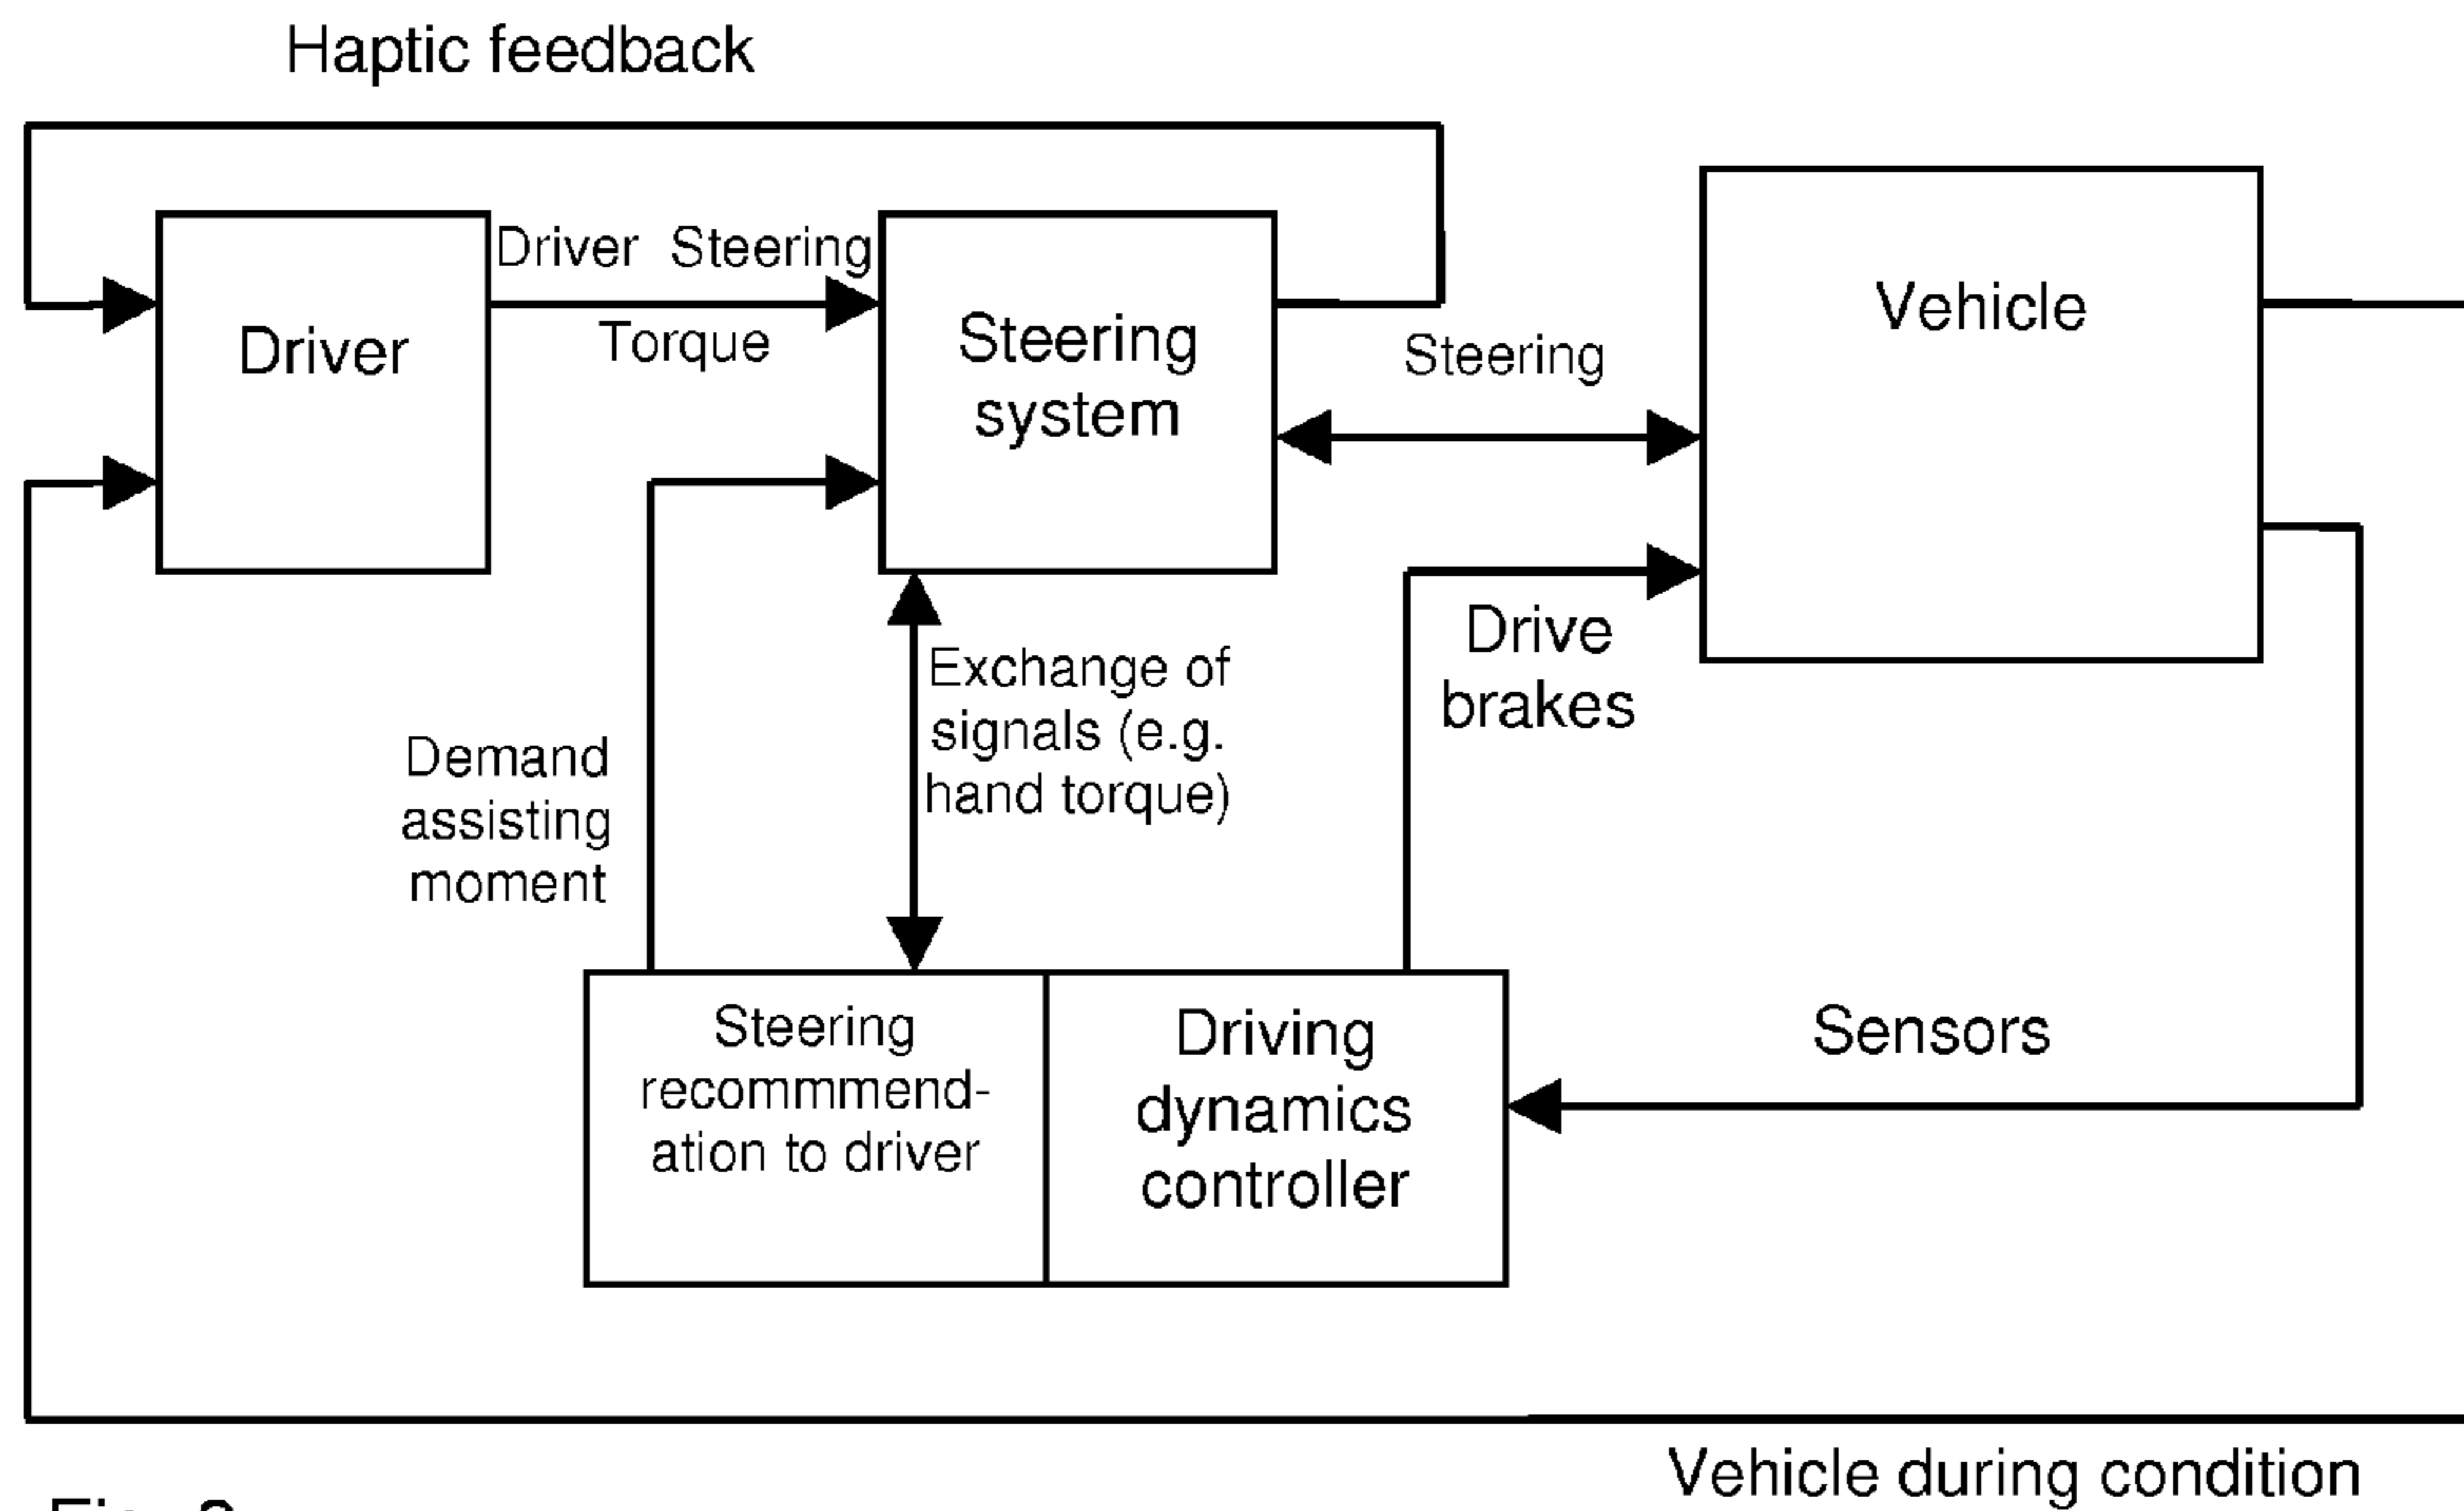 Haptic feedback
Driver Steering
Torque
Driver
Steering
system
Steering
Vehicle
Drive
brakes
Exchange of
signals (e.g.
hand torque)
Demand
assisting
moment
Steering
recommmend-
ation to driver
Driving
dynamics
controller
Sensors
Vehicle during condition